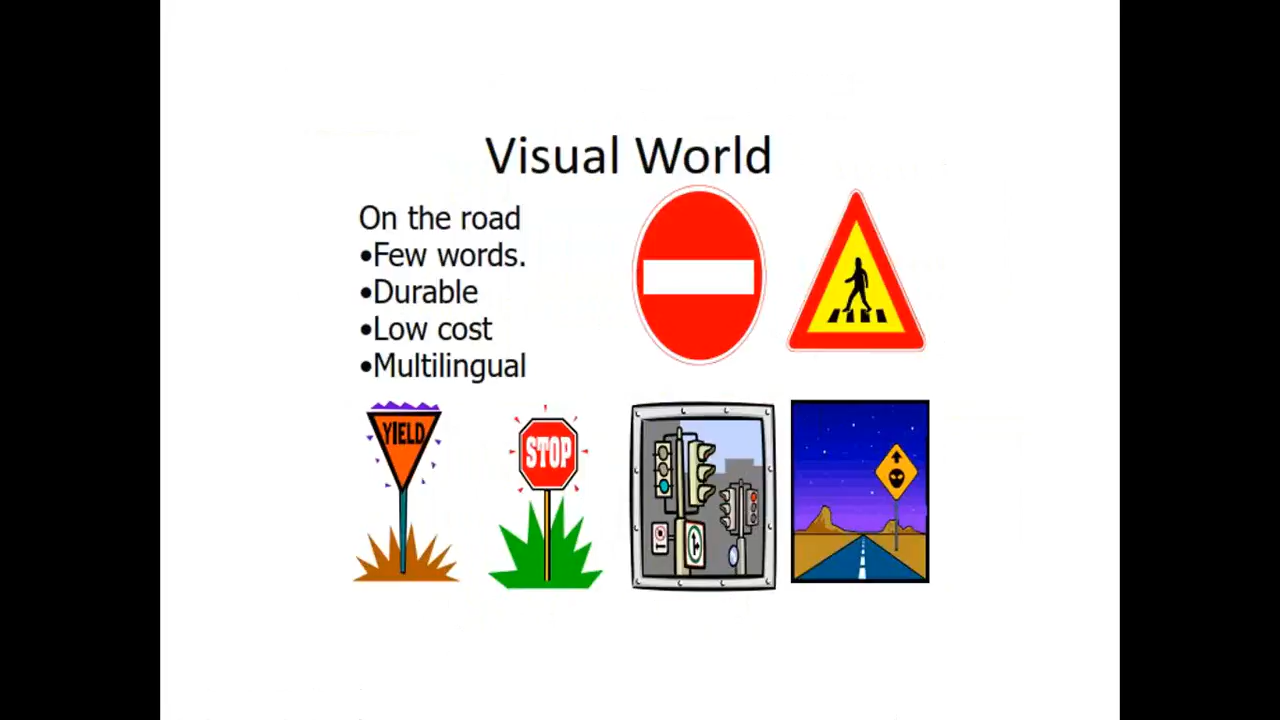 Visual World
On the road
•Few words.
•Durable
•Low cost
•Multilingual
YIELD
STOP